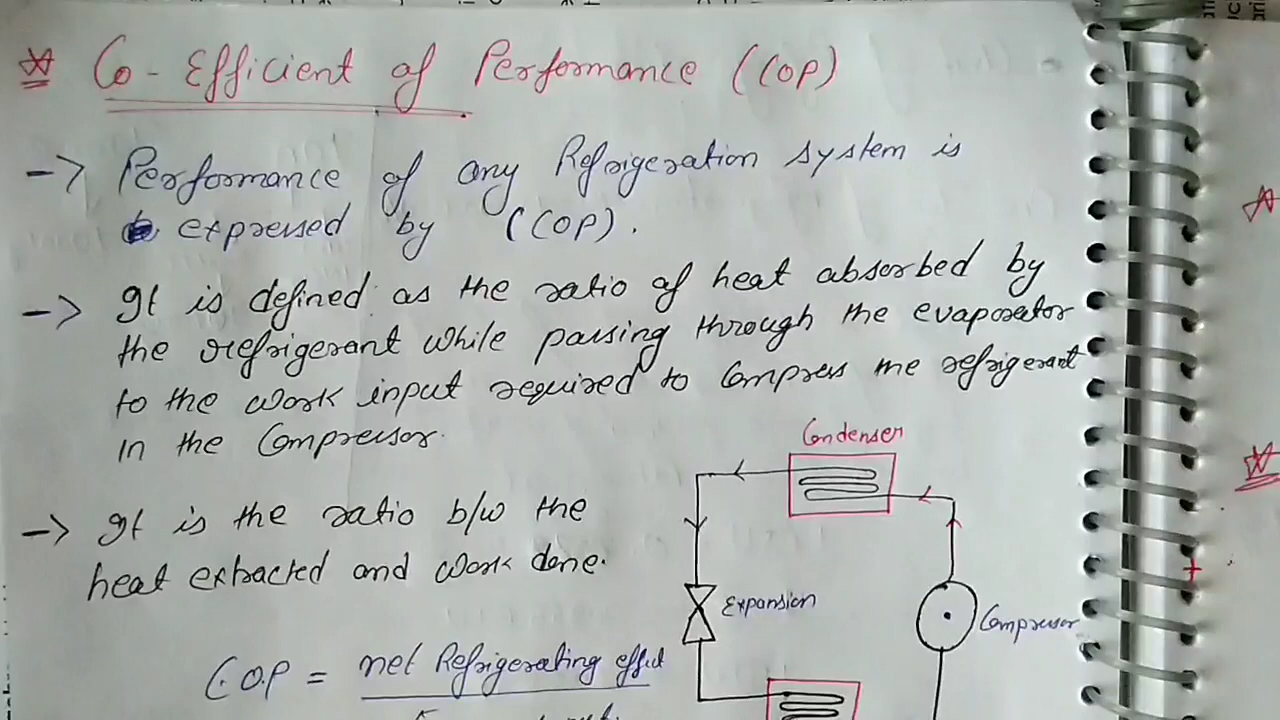 Co-Efficient of Performance (COP)
-> Performance of any Refrigeration system is
expressed by (COP).
-> It is defined as the ratio of heat absorbed by
the refrigerant while passing through the evaporator
to the work input required to Compress the refrigerant
in the Compressor.
Condenser
-> It is the ratio b/w the
heat extracted and work done.
Expansion
Compressor
C.O.P = net Refrigerating effect